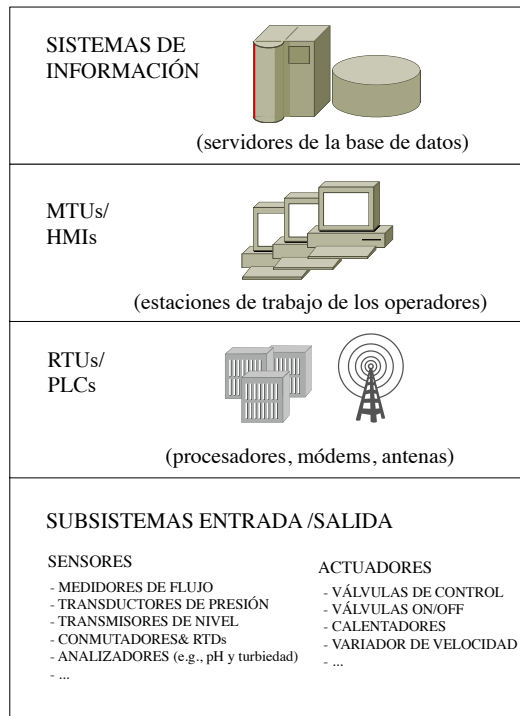 SISTEMAS DE
INFORMACIÓN
(servidores de la base de datos)
MTUs/
HMIs
(estaciones de trabajo de los operadores)
RTUs/
PLCs
(procesadores, módems, antenas)
SUBSISTEMAS ENTRADA /SALIDA
SENSORES
- MEDIDORES DE FLUJO
- TRANSDUCTORES DE PRESIÓN
- TRANSMISORES DE NIVEL
- CONMUTADORES& RTDs
- ANALIZADORES (e.g., pH y turbiedad)
- ...
ACTUADORES
- VÁLVULAS DE CONTROL
- VÁLVULAS ON/OFF
- CALENTADORES
- VARIADOR DE VELOCIDAD
- ...